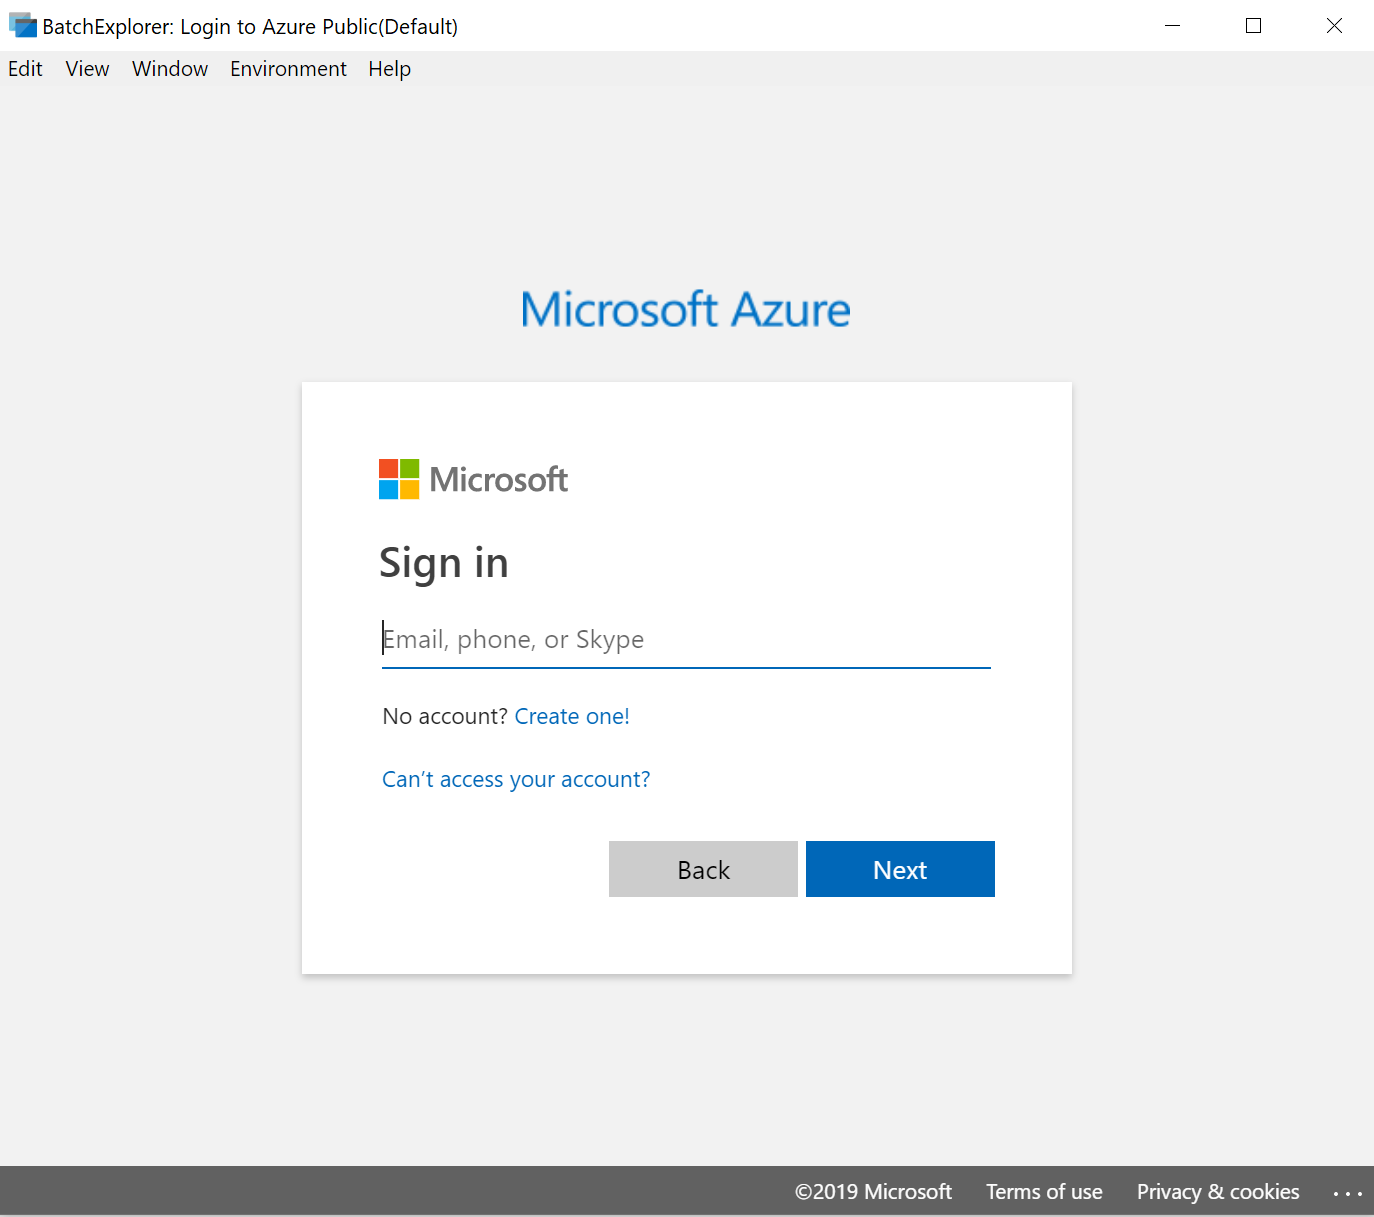 BatchExplorer: Login to Azure Public(Default)
Edit View Window Environment Help
Microsoft Azure
Microsoft
Sign in
Email, phone, or Skype
No account? Create one!
Can’t access your account?
Back Next
©2019 Microsoft Terms of use Privacy & cookies ...